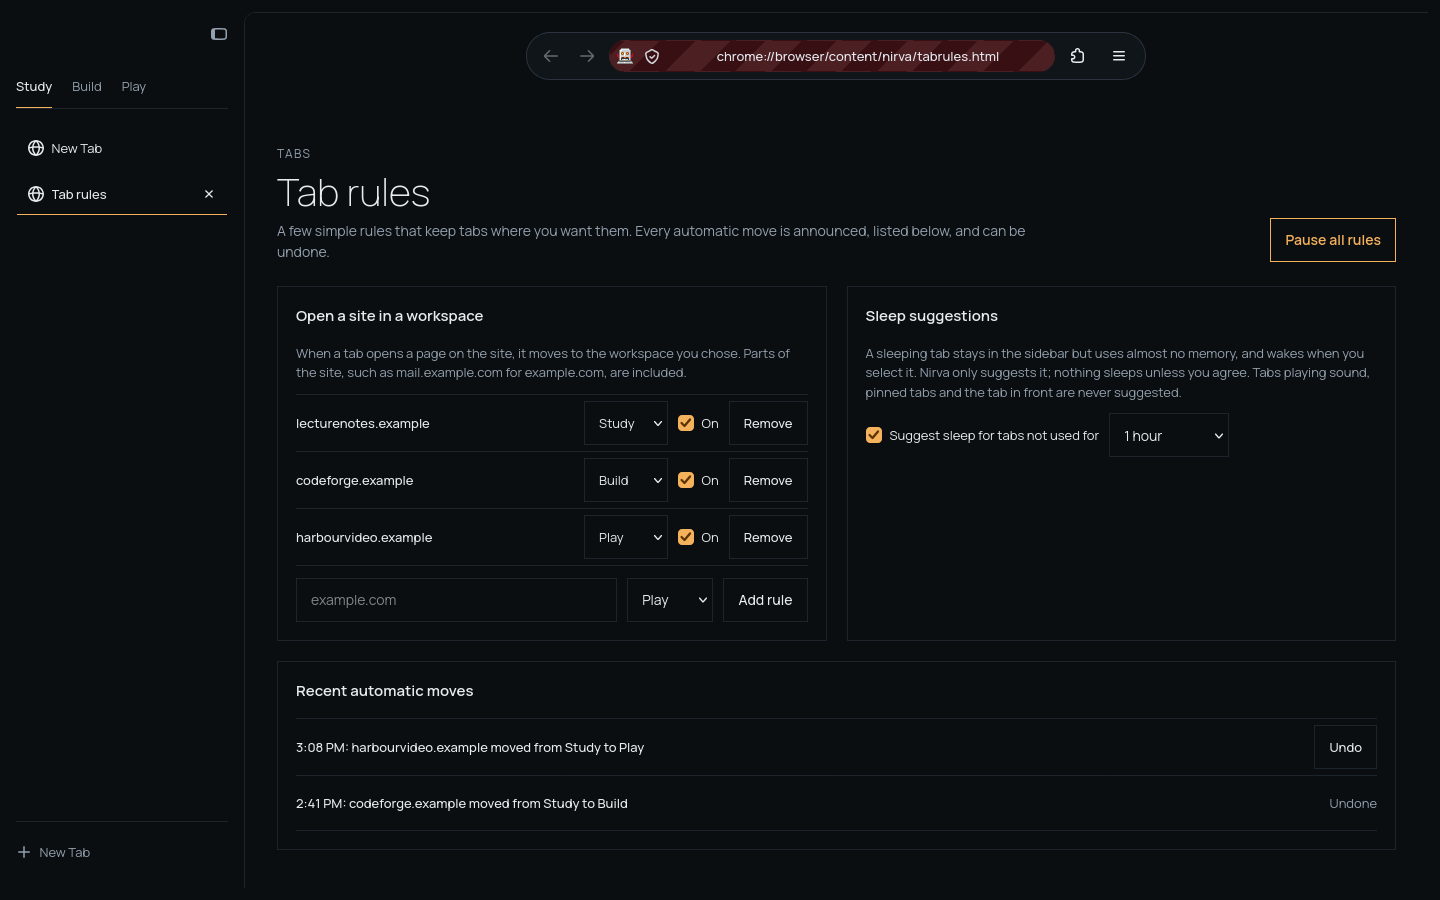 Study Build Play
New Tab
Tab rules
New Tab
chrome://browser/content/nirva/tabrules.html
TABS
Tab rules
A few simple rules that keep tabs where you want them. Every automatic move is announced, listed below, and can be
undone.
Pause all rules
Open a site in a workspace
When a tab opens a page on the site, it moves to the workspace you chose. Parts of
the site, such as mail.example.com for example.com, are included.
lecturenotes.example Study On Remove
codeforge.example Build On Remove
harbourvideo.example Play On Remove
example.com Play Add rule
Sleep suggestions
A sleeping tab stays in the sidebar but uses almost no memory, and wakes when you
select it. Nirva only suggests it; nothing sleeps unless you agree. Tabs playing sound,
pinned tabs and the tab in front are never suggested.
Suggest sleep for tabs not used for 1 hour
Recent automatic moves
3:08 PM: harbourvideo.example moved from Study to Play Undo
2:41 PM: codeforge.example moved from Study to Build Undone